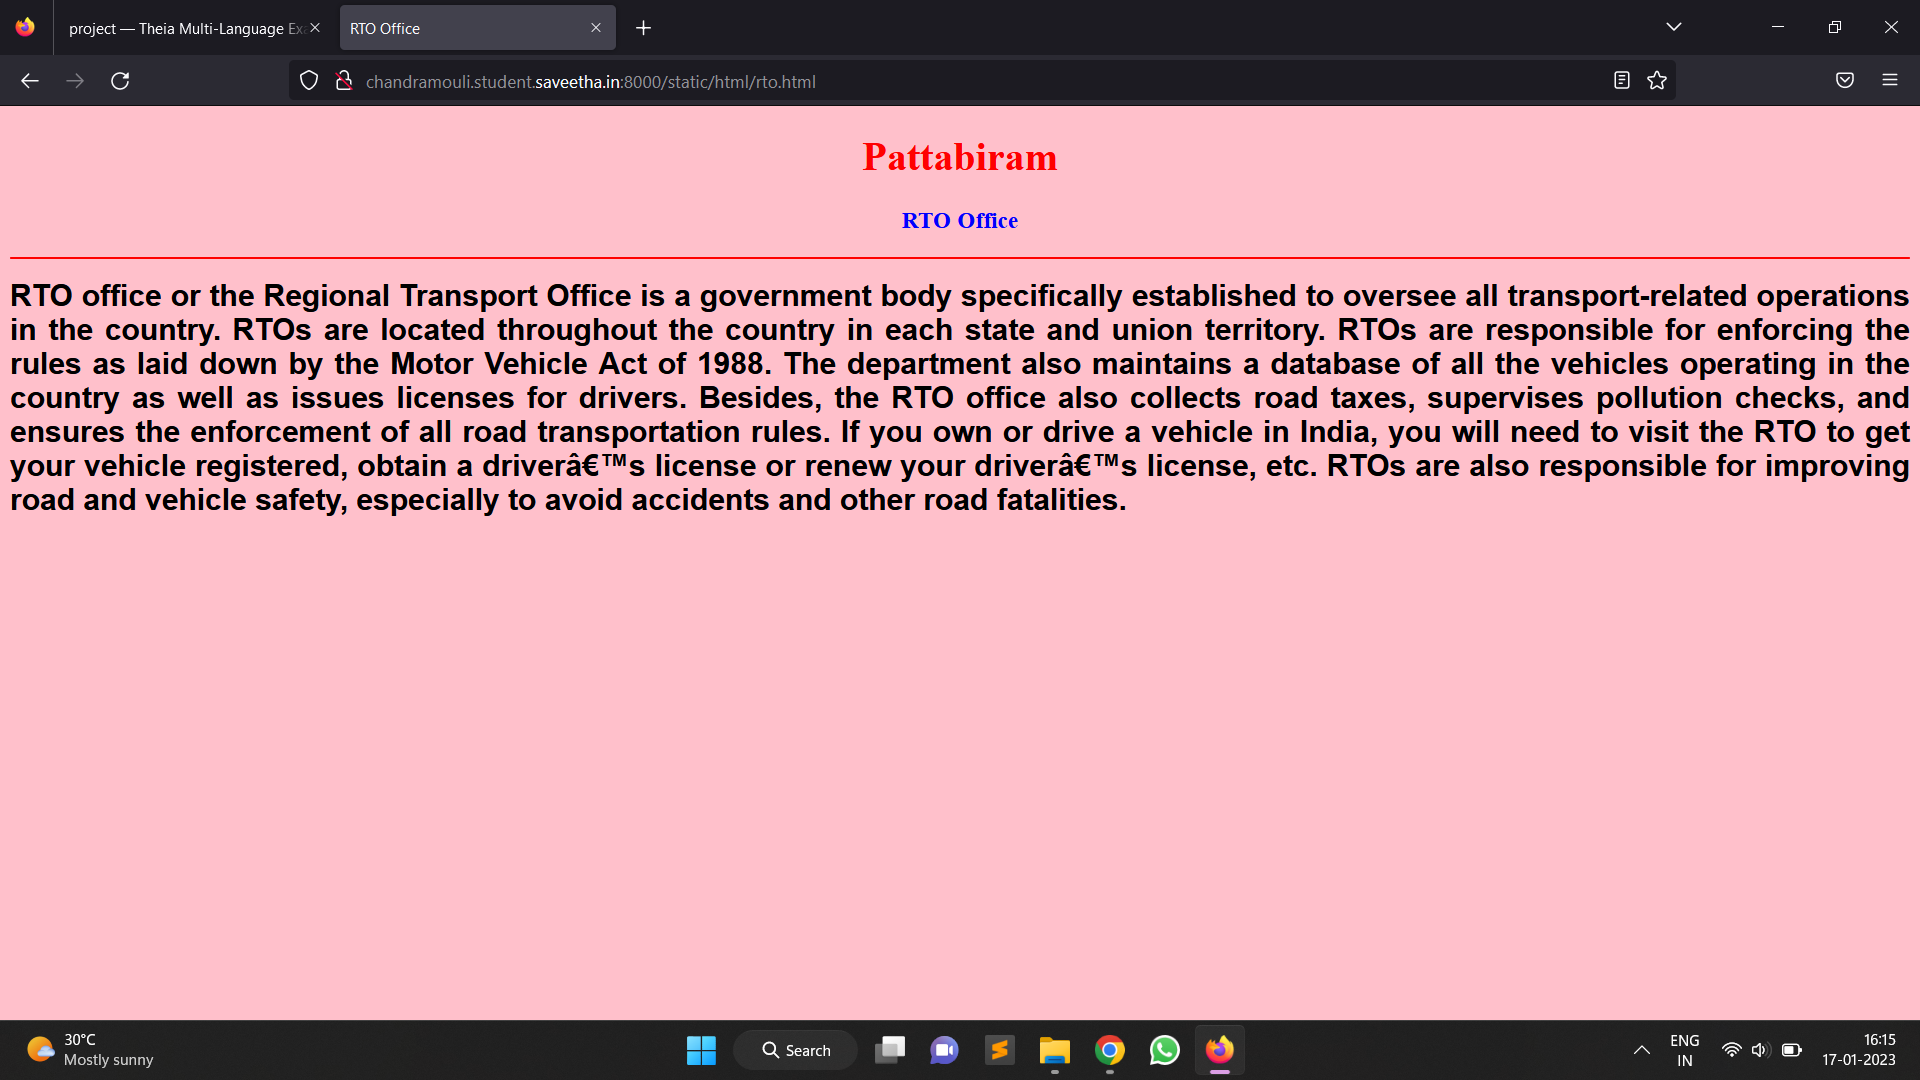 project — Theia Multi-Language Exa
RTO Office
chandramouli.student.saveetha.in:8000/static/html/rto.html
Pattabiram
RTO Office
RTO office or the Regional Transport Office is a government body specifically established to oversee all transport-related operations
in the country. RTOs are located throughout the country in each state and union territory. RTOs are responsible for enforcing the
rules as laid down by the Motor Vehicle Act of 1988. The department also maintains a database of all the vehicles operating in the
country as well as issues licenses for drivers. Besides, the RTO office also collects road taxes, supervises pollution checks, and
ensures the enforcement of all road transportation rules. If you own or drive a vehicle in India, you will need to visit the RTO to get
your vehicle registered, obtain a driverâ€™s license or renew your driverâ€™s license, etc. RTOs are also responsible for improving
road and vehicle safety, especially to avoid accidents and other road fatalities.
30°C
Mostly sunny
Search
ENG
IN
16:15
17-01-2023